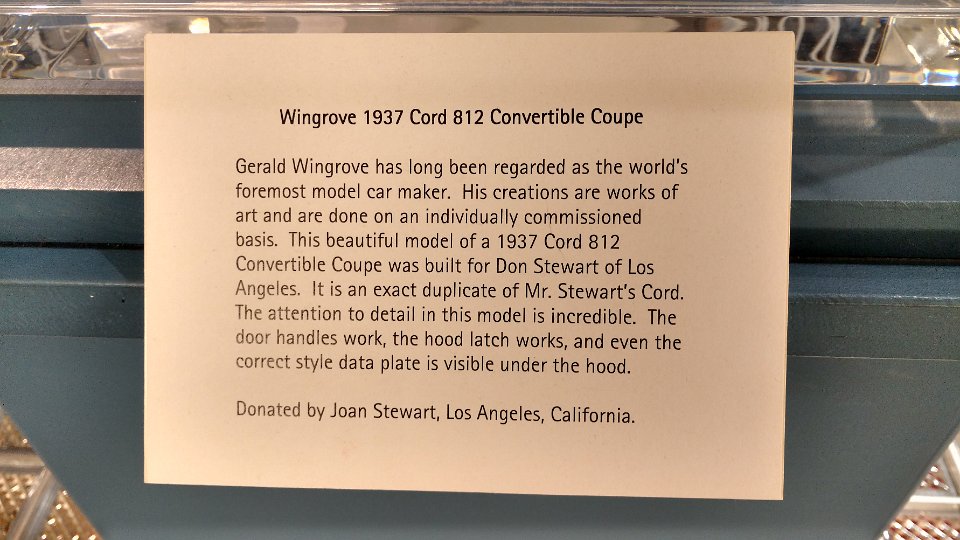 Wingrove 1937 Cord 812 Convertible Coupe
Gerald Wingrove has long been regarded as the world's
foremost model car maker. His creations are works of
art and are done on an individually commissioned
basis. This beautiful model of a 1937 Cord 812
Convertible Coupe was built for Don Stewart of Los
Angeles. It is an exact duplicate of Mr. Stewart's Cord.
The attention to detail in this model is incredible. The
door handles work, the hood latch works, and even the
correct style data plate is visible under the hood.
Donated by Joan Stewart, Los Angeles, California.